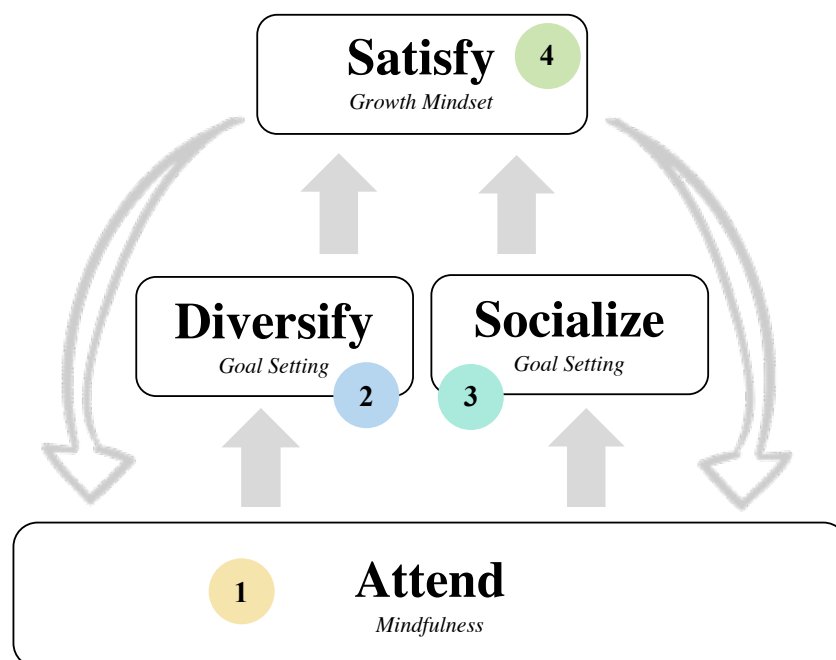 Satisfy
4
Growth Mindset
Diversify
Goal Setting
2
Socialize
Goal Setting
3
1
Attend
Mindfulness